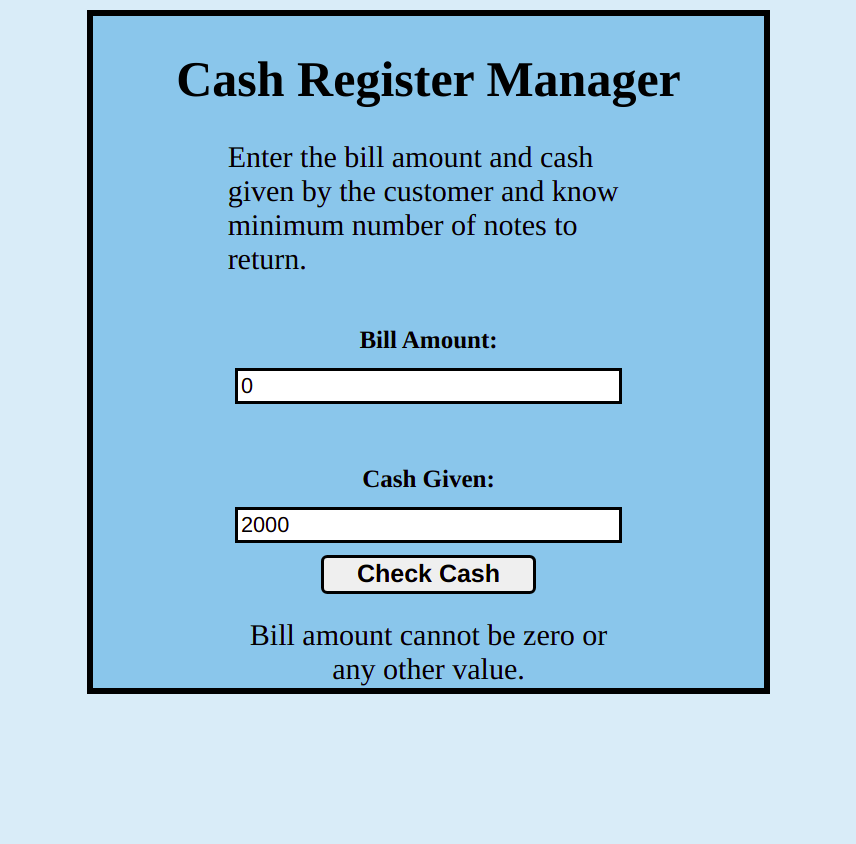 Cash Register Manager
Enter the bill amount and cash
given by the customer and know
minimum number of notes to
return.
Bill Amount:
0
Cash Given:
2000
Check Cash
Bill amount cannot be zero or
any other value.